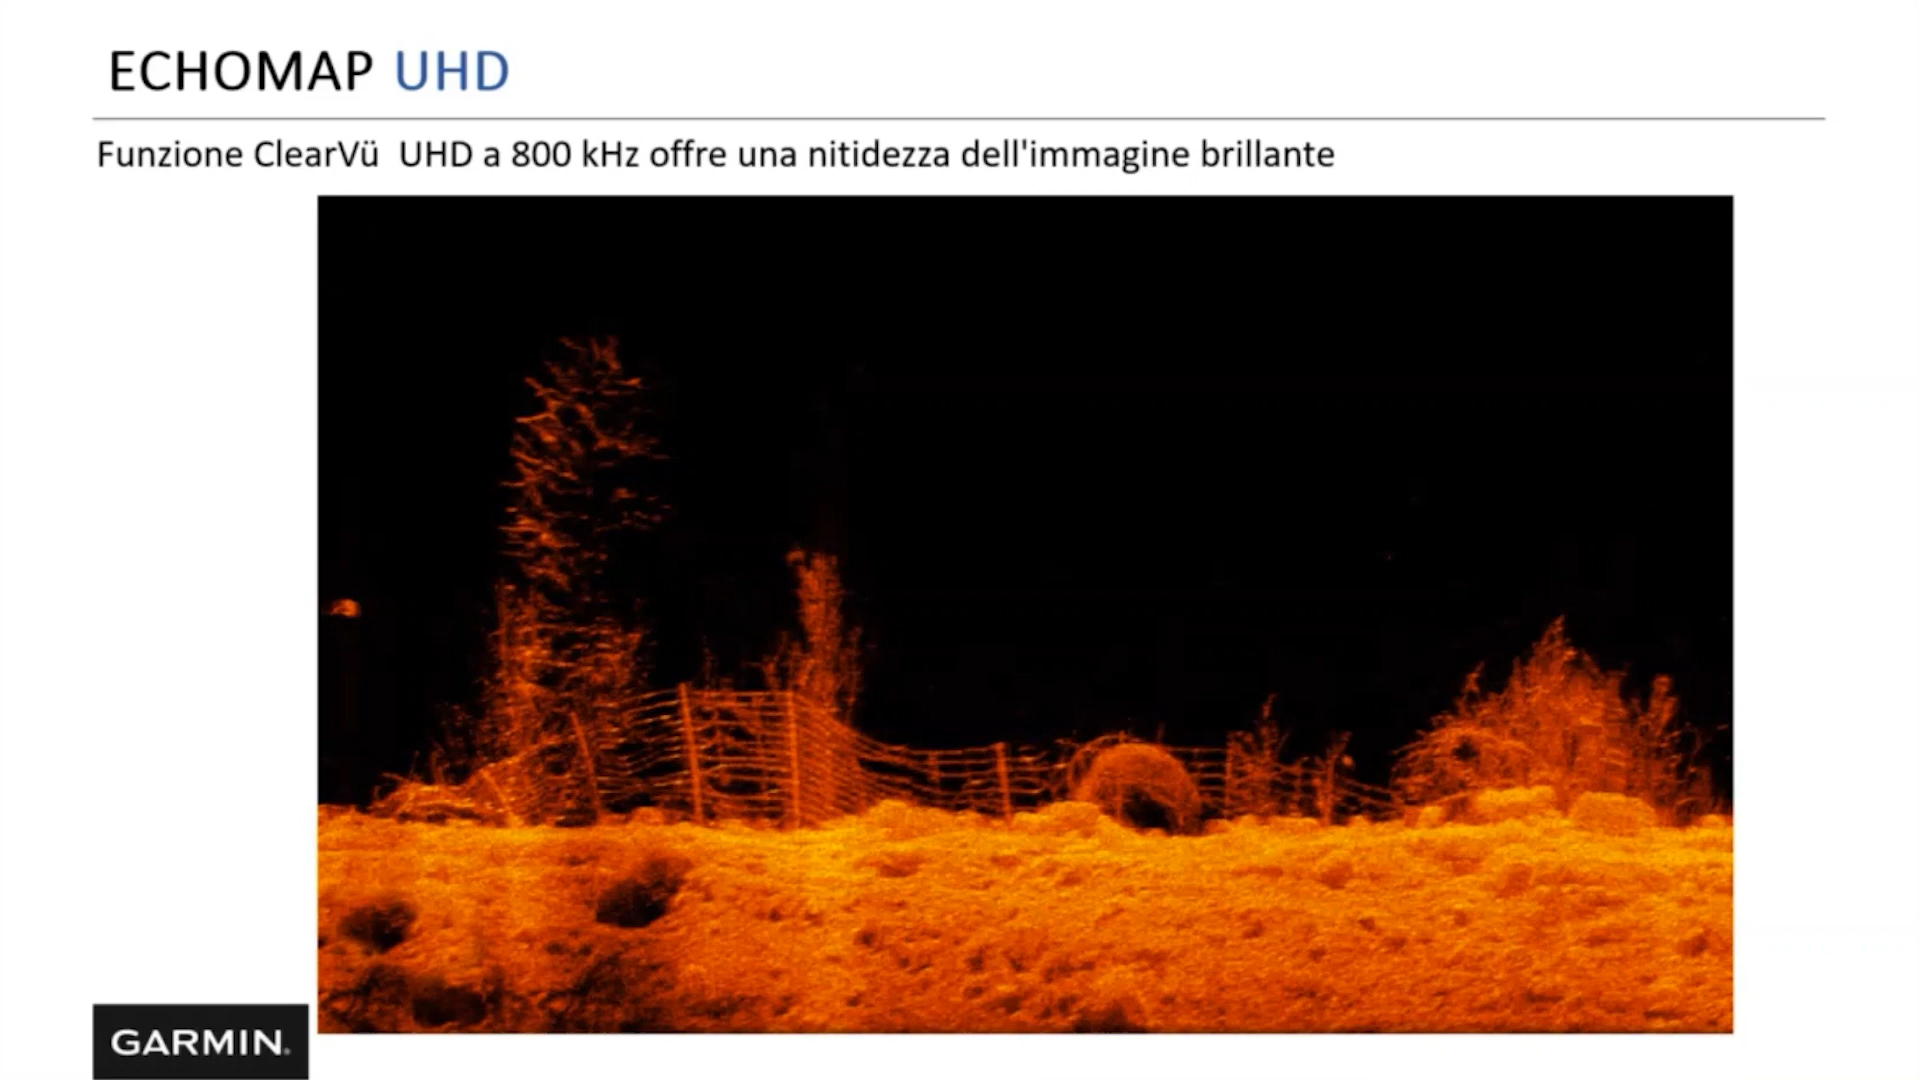 ECHOMAP UHD
Funzione ClearVü  UHD a 800 kHz offre una nitidezza dell'immagine brillante
GARMIN.